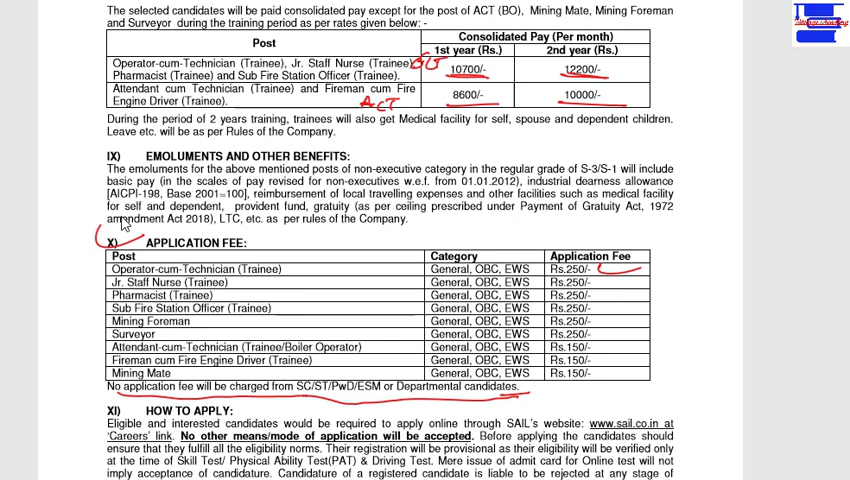 The selected candidates will be paid consolidated pay except for the post of ACT (BO), Mining Mate, Mining Foreman
and Surveyor during the training period as per rates given below: -
Post
Consolidated Pay (Per month)
1st year (Rs.)
2nd year (Rs.)
Operator-cum-Technician (Trainee), Jr. Staff Nurse (Trainee)
Pharmacist (Trainee) and Sub Fire Station Officer (Trainee).
10700/-
12200/-
Attendant cum Technician (Trainee) and Fireman cum Fire
Engine Driver (Trainee).
ACT
8600/-
10000/-
During the period of 2 years training, trainees will also get Medical facility for self, spouse and dependent children.
Leave etc. will be as per Rules of the Company.
IX) EMOLUMENTS AND OTHER BENEFITS:
The emoluments for the above mentioned posts of non-executive category in the regular grade of S-3/S-1 will include
basic pay (in the scales of pay revised for non-executives w.e.f. from 01.01.2012), industrial dearness allowance
[AICPI-198, Base 2001=100], reimbursement of local travelling expenses and other facilities such as medical facility
for self and dependent, provident fund, gratuity (as per ceiling prescribed under Payment of Gratuity Act, 1972
amendment Act 2018), LTC, etc. as per rules of the Company.
X) APPLICATION FEE:
Post Category Application Fee
Operator-cum-Technician (Trainee) General, OBC, EWS Rs.250/-
Jr. Staff Nurse (Trainee) General, OBC, EWS Rs.250/-
Pharmacist (Trainee) General, OBC, EWS Rs.250/-
Sub Fire Station Officer (Trainee) General, OBC, EWS Rs.250/-
Mining Foreman General, OBC, EWS Rs.250/-
Surveyor General, OBC, EWS Rs.250/-
Attendant-cum-Technician (Trainee/Boiler Operator) General, OBC, EWS Rs.150/-
Fireman cum Fire Engine Driver (Trainee) General, OBC, EWS Rs.150/-
Mining Mate General, OBC, EWS Rs.150/-
No application fee will be charged from SC/ST/PwD/ESM or Departmental candidates.
XI) HOW TO APPLY:
Eligible and interested candidates would be required to apply online through SAIL's website: www.sail.co.in at
'Careers' link. No other means/mode of application will be accepted. Before applying the candidates should
ensure that they fulfill all the eligibility norms. Their registration will be provisional as their eligibility will be verified only
at the time of Skill Test/ Physical Ability Test(PAT) & Driving Test. Mere issue of admit card for Online test will not
imply acceptance of candidature. Candidature of a registered candidate is liable to be rejected at any stage of